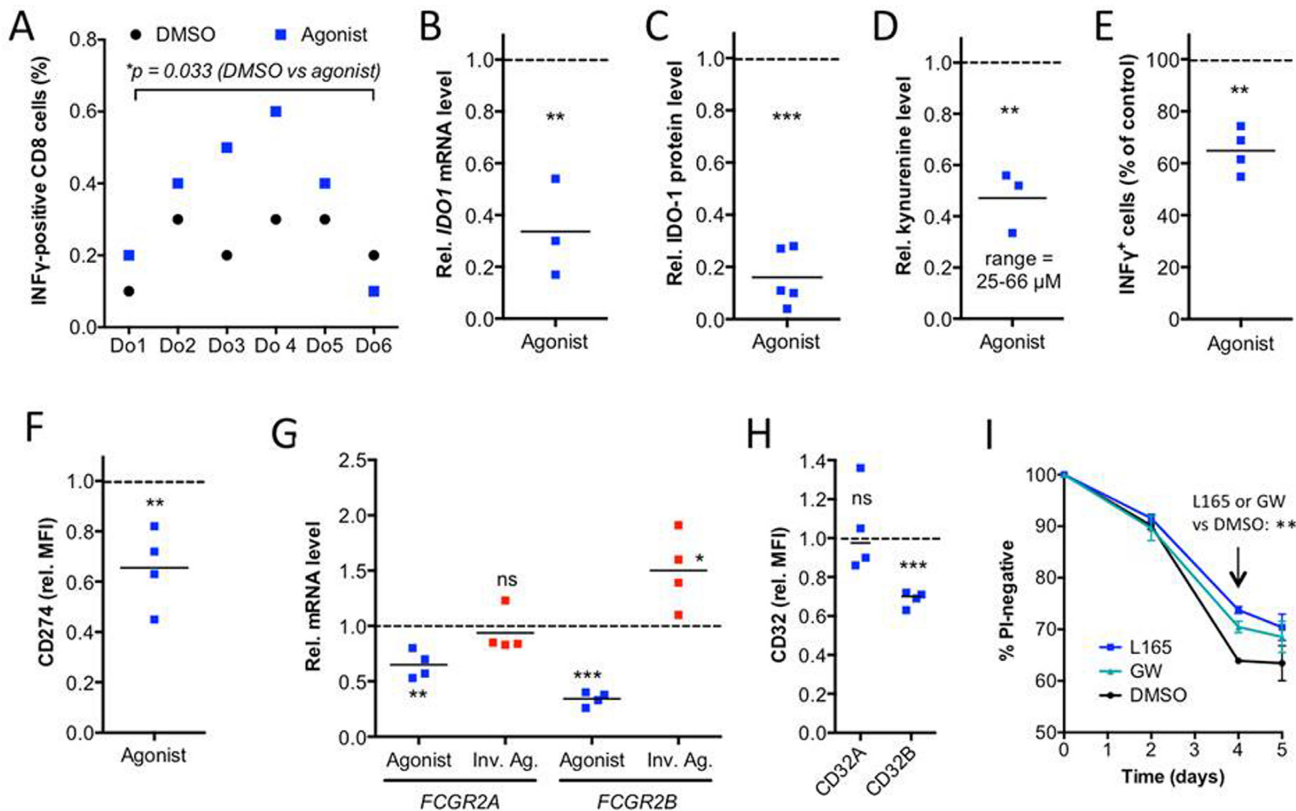 A
DMSO
Agonist
*p = 0.033 (DMSO vs agonist)
INFγ-positive CD8 cells (%)
0.8
0.6
0.4
0.2
0.0
Do1 Do2 Do3 Do 4 Do5 Do6
B
Rel. IDO1 mRNA level
1.0
0.8
0.6
0.4
0.2
0.0
**
Agonist
C
Rel. IDO-1 protein level
1.0
0.8
0.6
0.4
0.2
0.0
***
Agonist
D
Rel. kynurenine level
1.0
0.8
0.6
0.4
0.2
0.0
**
range =
25-66 μM
Agonist
E
INFγ+ cells (% of control)
100
80
60
40
20
0
**
Agonist
F
CD274 (rel. MFI)
1.0
0.8
0.6
0.4
0.2
0.0
**
Agonist
G
Rel. mRNA level
2.5
2.0
1.5
1.0
0.5
0.0
**
ns
***
*
Agonist Inv. Ag. Agonist Inv. Ag.
FCGR2A FCGR2B
H
CD32 (rel. MFI)
1.4
1.2
1.0
0.8
0.6
0.4
0.2
0.0
ns
***
CD32A
CD32B
I
% PI-negative
100
90
80
70
60
50
L165 or GW
vs DMSO: **
L165
GW
DMSO
0 1 2 3 4 5
Time (days)